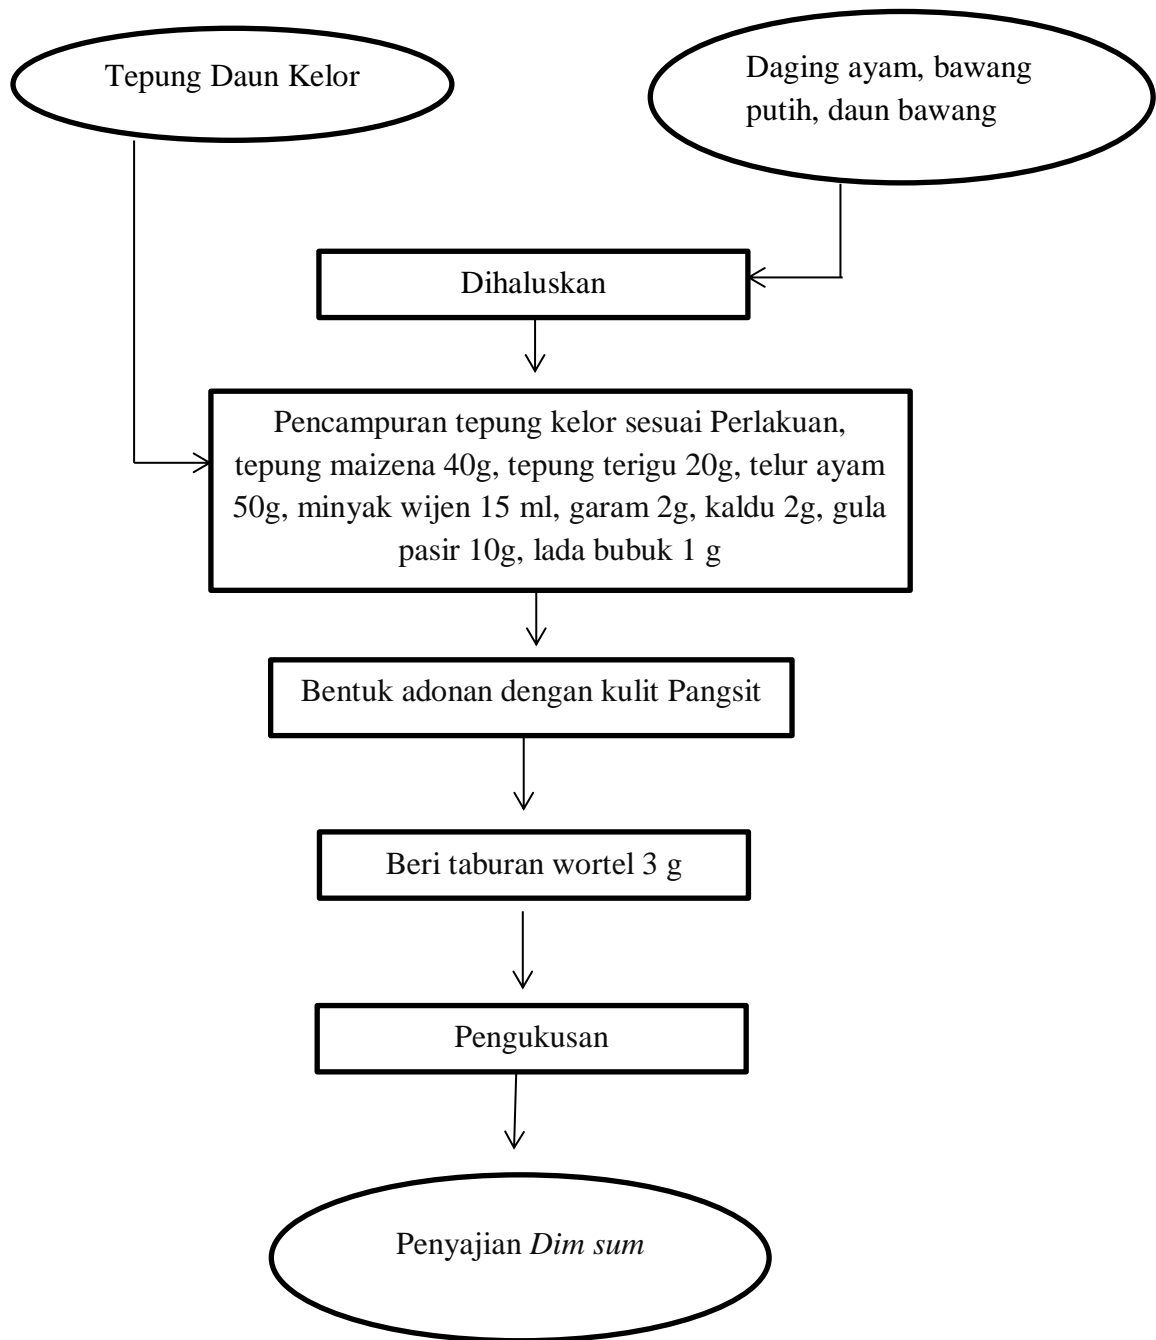 Tepung Daun Kelor
Daging ayam, bawang
putih, daun bawang
Dihaluskan
Pencampuran tepung kelor sesuai Perlakuan,
tepung maizena 40g, tepung terigu 20g, telur ayam
50g, minyak wijen 15 ml, garam 2g, kaldu 2g, gula
pasir 10g, lada bubuk 1 g
Bentuk adonan dengan kulit Pangsit
Beri taburan wortel 3 g
Pengukusan
Penyajian Dim sum